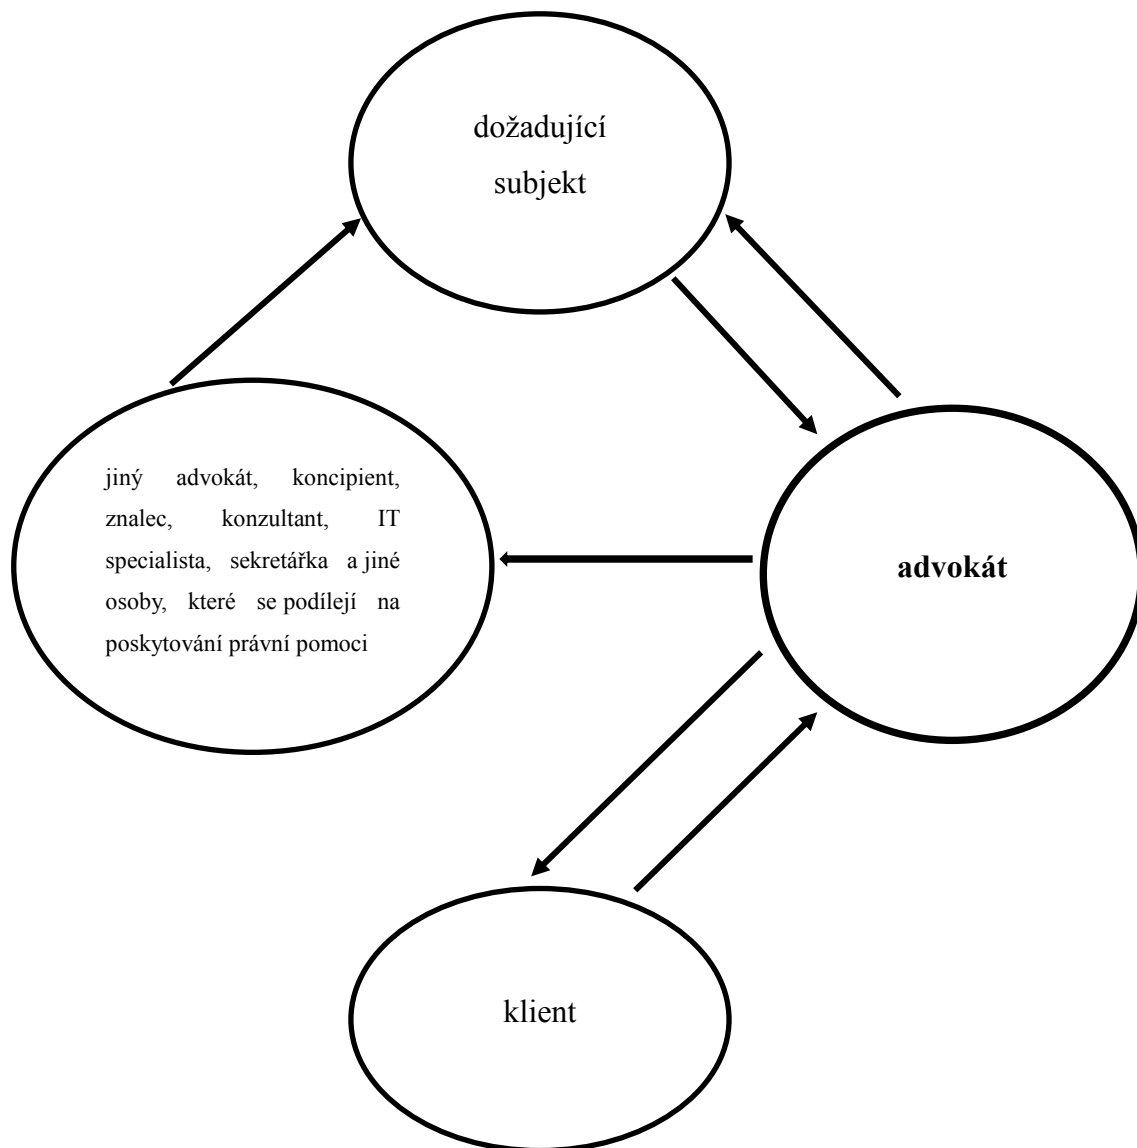 dožadující
subjekt
jiný advokát, koncipient,
znalec, konzultant, IT
specialista, sekretářka a jiné
osoby, které se podílejí na
poskytování právní pomoci
advokát
klient